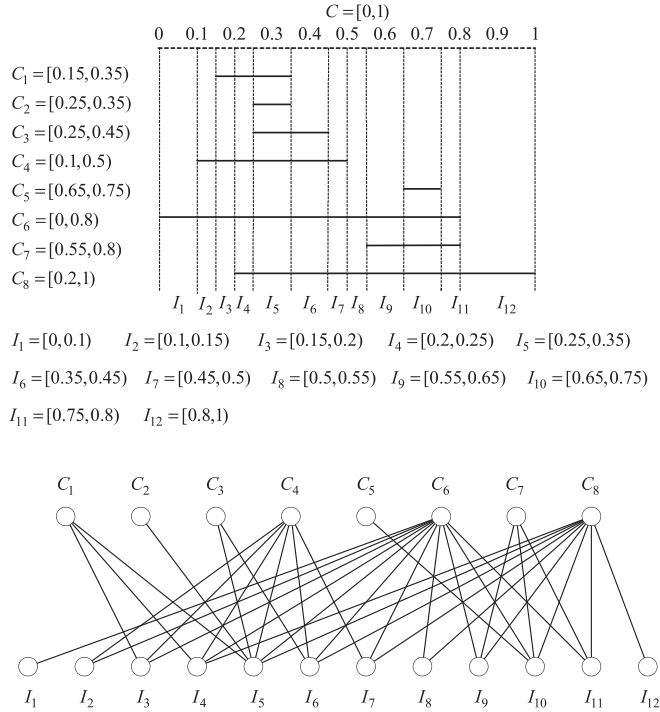 C = [0,1)
0 0.1 0.2 0.3 0.4 0.5 0.6 0.7 0.8 0.9 1
C₁ = [0.15,0.35)
C₂ = [0.25,0.35)
C₃ = [0.25,0.45)
C₄ = [0.1,0.5)
C₅ = [0.65,0.75)
C₆ = [0,0.8)
C₇ = [0.55,0.8)
C₈ = [0.2,1)
I₁ I₂ I₃ I₄ I₅ I₆ I₇ I₈ I₉ I₁₀ I₁₁ I₁₂
I₁ = [0,0.1) I₂ = [0.1,0.15) I₃ = [0.15,0.2) I₄ = [0.2,0.25) I₅ = [0.25,0.35)
I₆ = [0.35,0.45) I₇ = [0.45,0.5) I₈ = [0.5,0.55) I₉ = [0.55,0.65) I₁₀ = [0.65,0.75)
I₁₁ = [0.75,0.8) I₁₂ = [0.8,1)
C₁ C₂ C₃ C₄ C₅ C₆ C₇ C₈
I₁ I₂ I₃ I₄ I₅ I₆ I₇ I₈ I₉ I₁₀ I₁₁ I₁₂